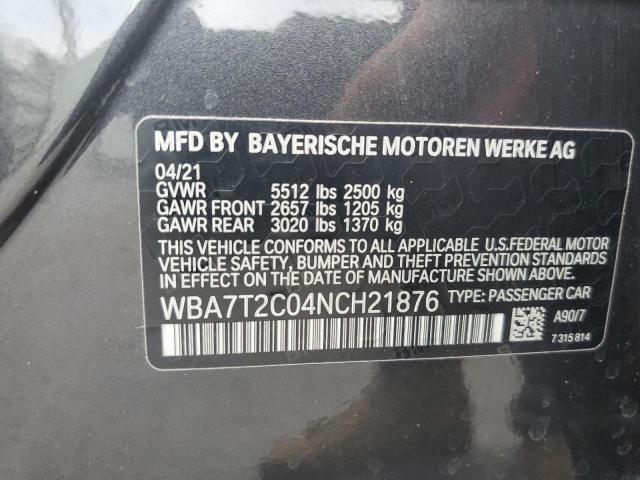 MFD BY BAYERISCHE MOTOREN WERKE AG
04/21
GVWR 5512 lbs 2500 kg
GAWR FRONT 2657 lbs 1205 kg
GAWR REAR 3020 lbs 1370 kg
THIS VEHICLE CONFORMS TO ALL APPLICABLE U.S.FEDERAL MOTOR
VEHICLE SAFETY, BUMPER AND THEFT PREVENTION STANDARDS
IN EFFECT ON THE DATE OF MANUFACTURE SHOWN ABOVE.
WBA7T2C04NCH21876 TYPE: PASSENGER CAR
A90/7
7315814